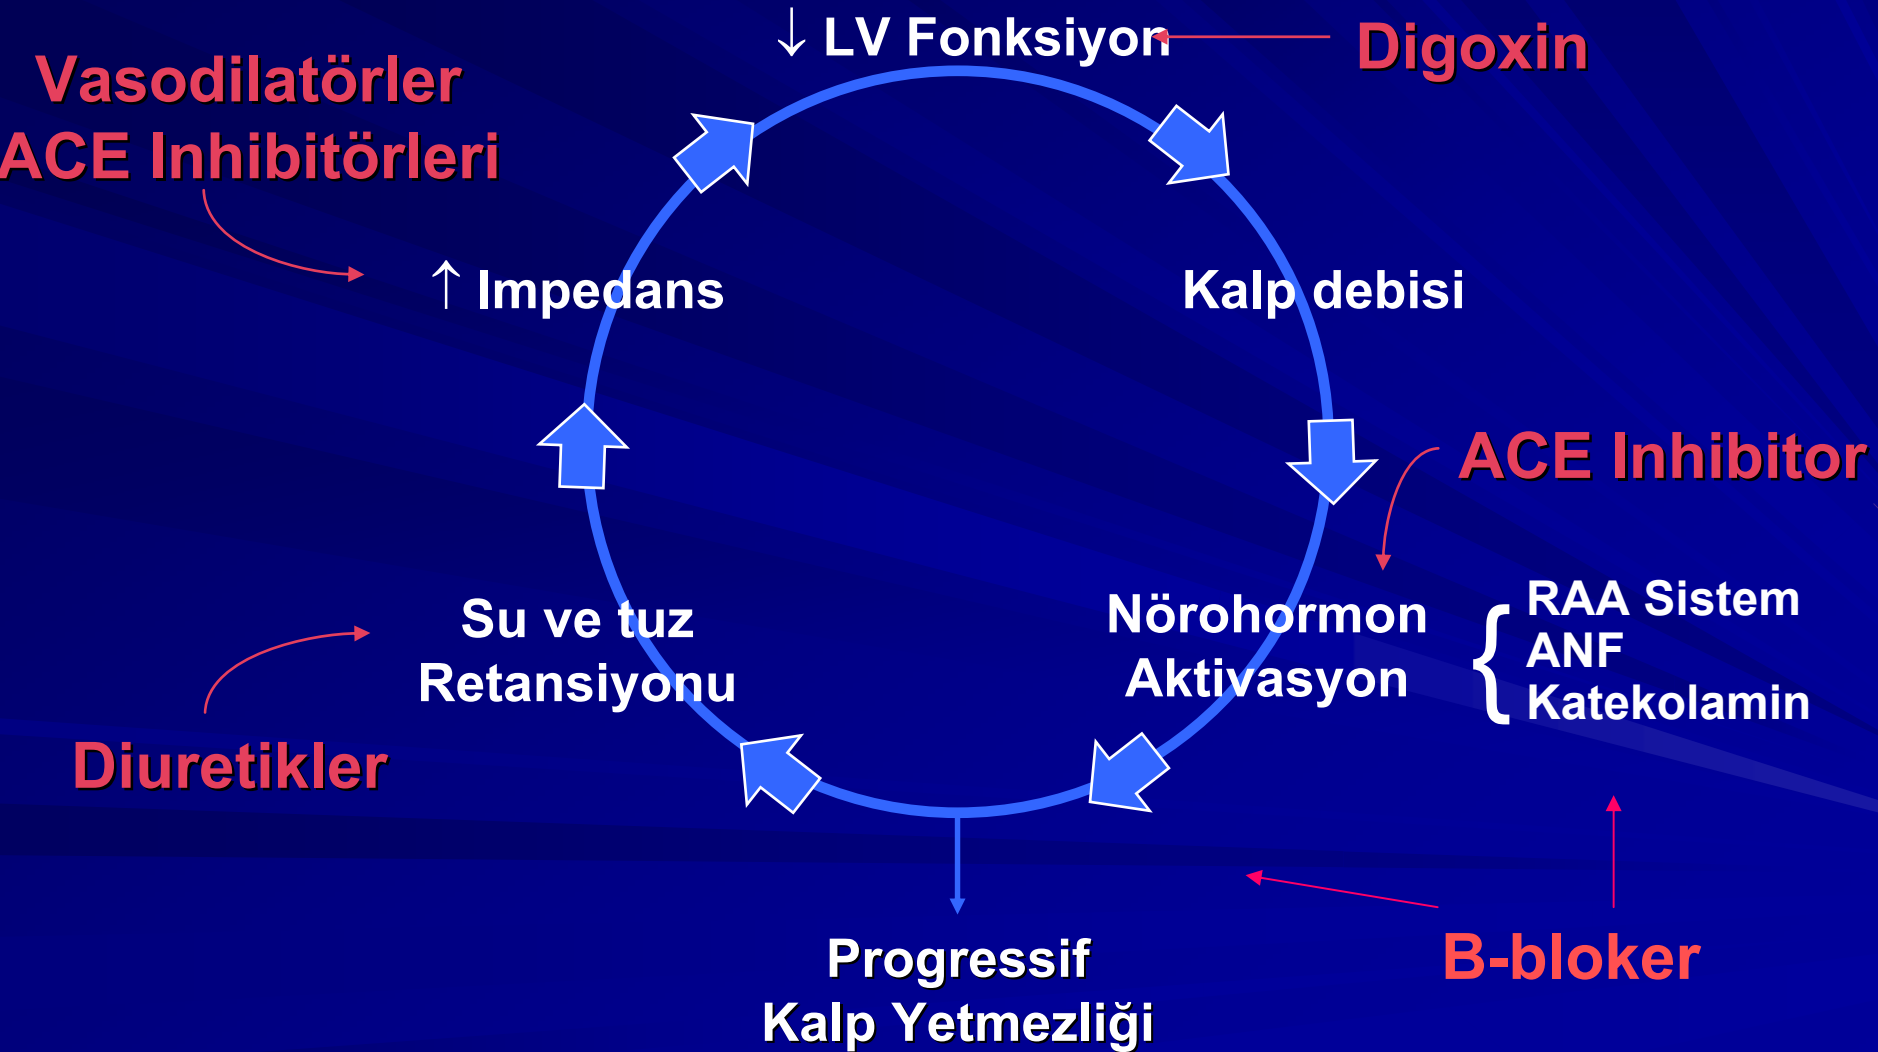 ↓ LV Fonksiyon
Digoxin
Vasodilatörler
ACE Inhibitörleri
↑ Impedans
Kalp debisi
ACE Inhibitor
Su ve tuz
Retansiyonu
Nörohormon
Aktivasyon
{
RAA Sistem
ANF
Katekolamin
Diuretikler
B-bloker
Progressif
Kalp Yetmezliği